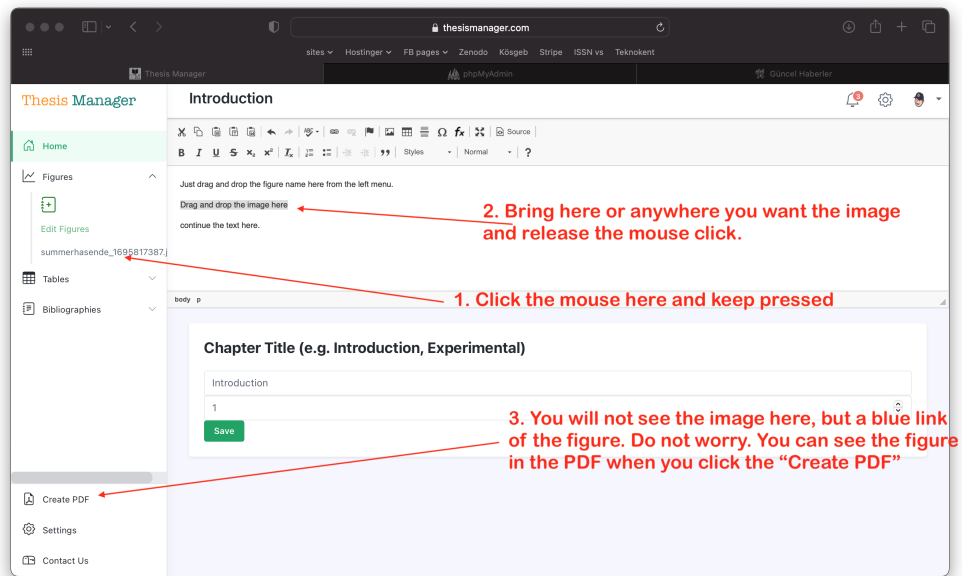 thesismanager.com
sites Hostinger FB pages Zenodo Kösgeb Stripe ISSN vs Teknokent
Thesis Manager phpMyAdmin Güncel Haberler
Thesis Manager
Introduction
3
Source
B I U S x₂ x² Iₓ Styles Normal ?
Home
Figures
Edit Figures
summerhasende_1695817387.j
Tables
Bibliographies
Just drag and drop the figure name here from the left menu.
Drag and drop the image here
continue the text here.
2. Bring here or anywhere you want the image
and release the mouse click.
1. Click the mouse here and keep pressed
body p
Chapter Title (e.g. Introduction, Experimental)
Introduction
1
Save
3. You will not see the image here, but a blue link
of the figure. Do not worry. You can see the figure
in the PDF when you click the “Create PDF”
Create PDF
Settings
Contact Us